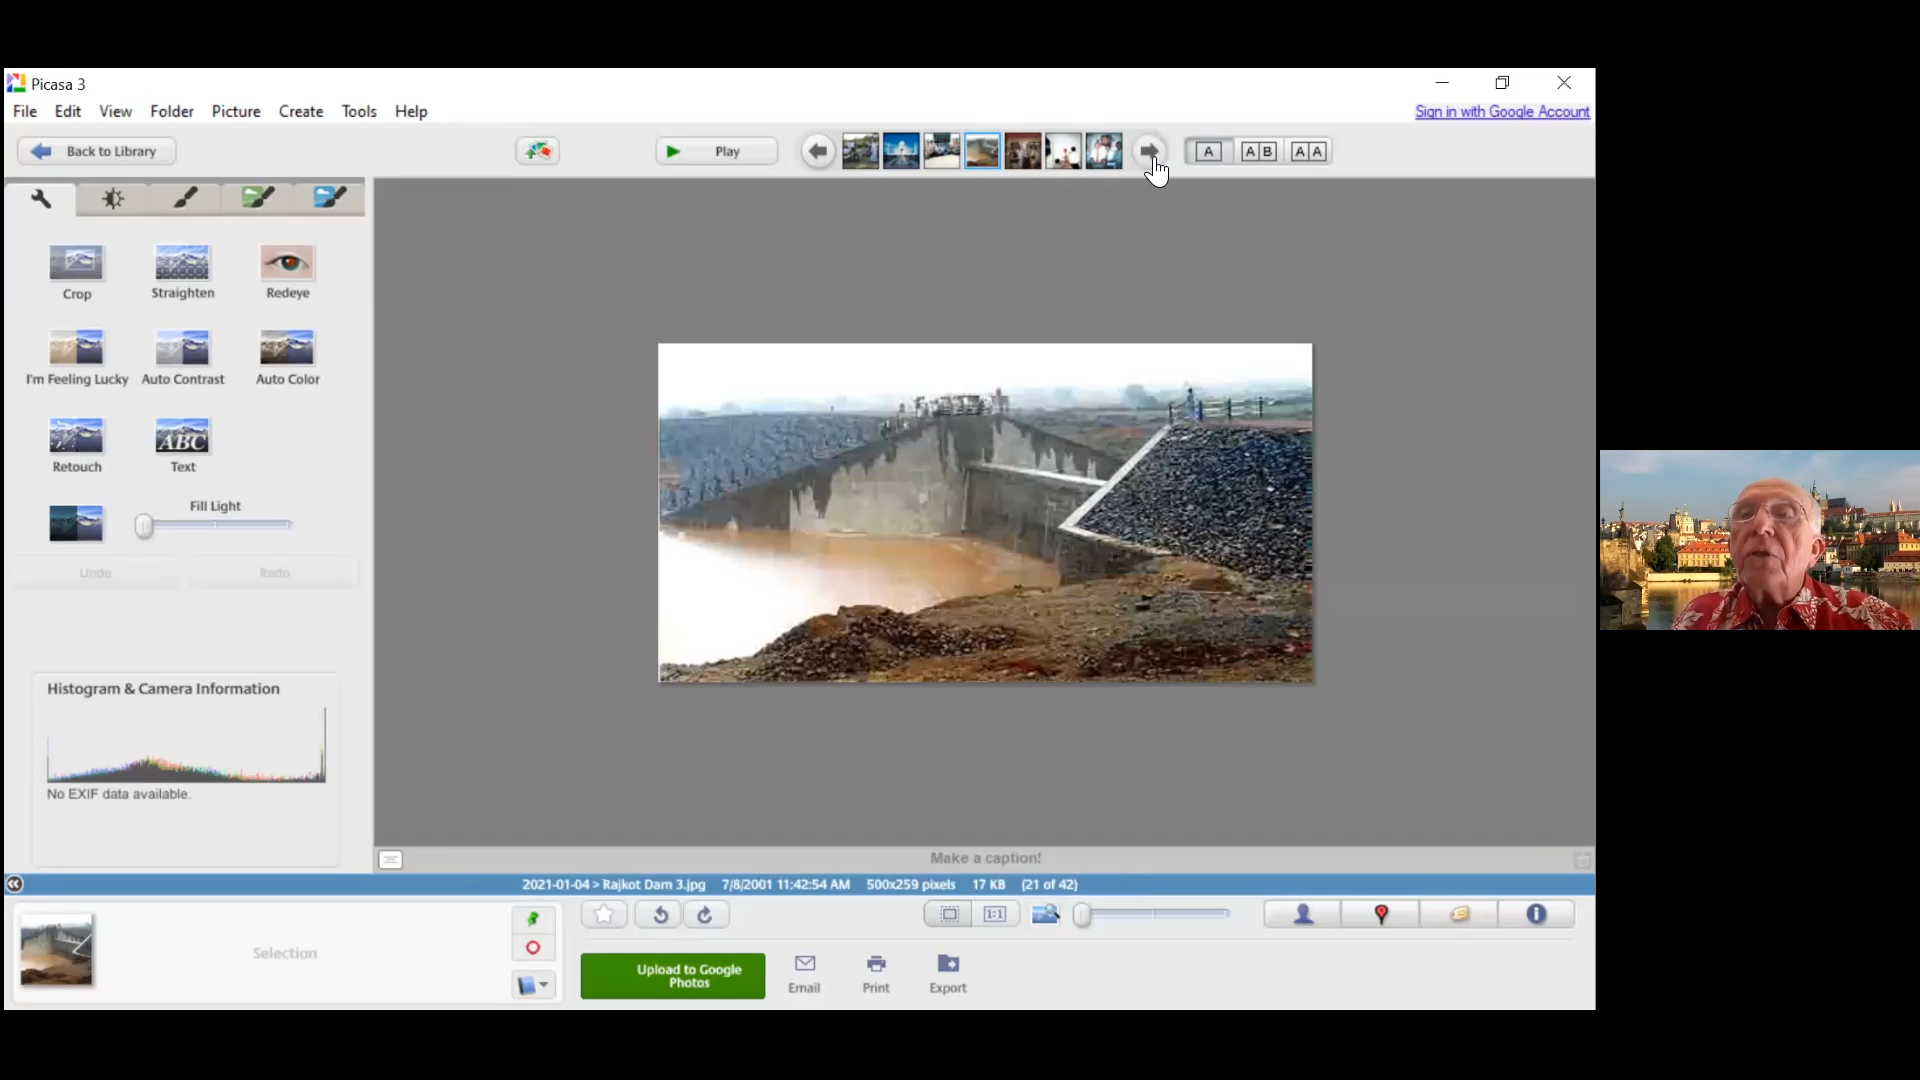 Picasa 3
File Edit View Folder Picture Create Tools Help
Sign in with Google Account
Back to Library
Play
A
A B
A A
Crop
Straighten
Redeye
I'm Feeling Lucky
Auto Contrast
Auto Color
ABC
Retouch
Text
Fill Light
Undo
Redo
Histogram & Camera Information
No EXIF data available.
Make a caption!
2021-01-04 > Rajkot Dam 3.jpg 7/8/2001 11:42:54 AM 500x259 pixels 17 KB (21 of 42)
1:1
Selection
Upload to Google
Photos
Email
Print
Export